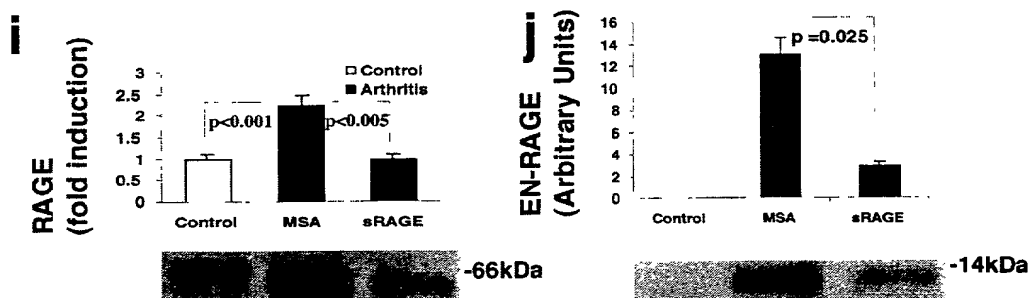 i
RAGE
(fold induction)
3
2.5
2
1.5
1
0.5
0
Control
Arthritis
p<0.001
p<0.005
Control MSA sRAGE
-66kDa
J
EN-RAGE
(Arbitrary Units)
16
14
12
10
8
6
4
2
0
p =0.025
Control MSA sRAGE
-14kDa